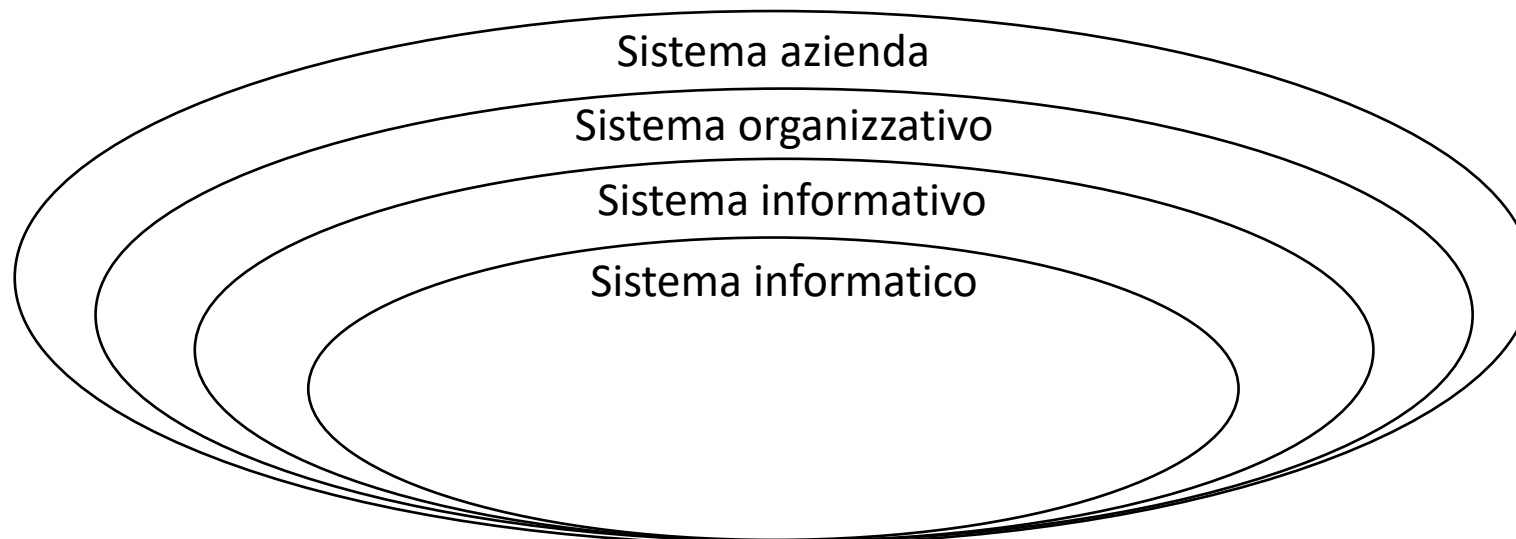 Sistema azienda
Sistema organizzativo
Sistema informativo
Sistema informatico